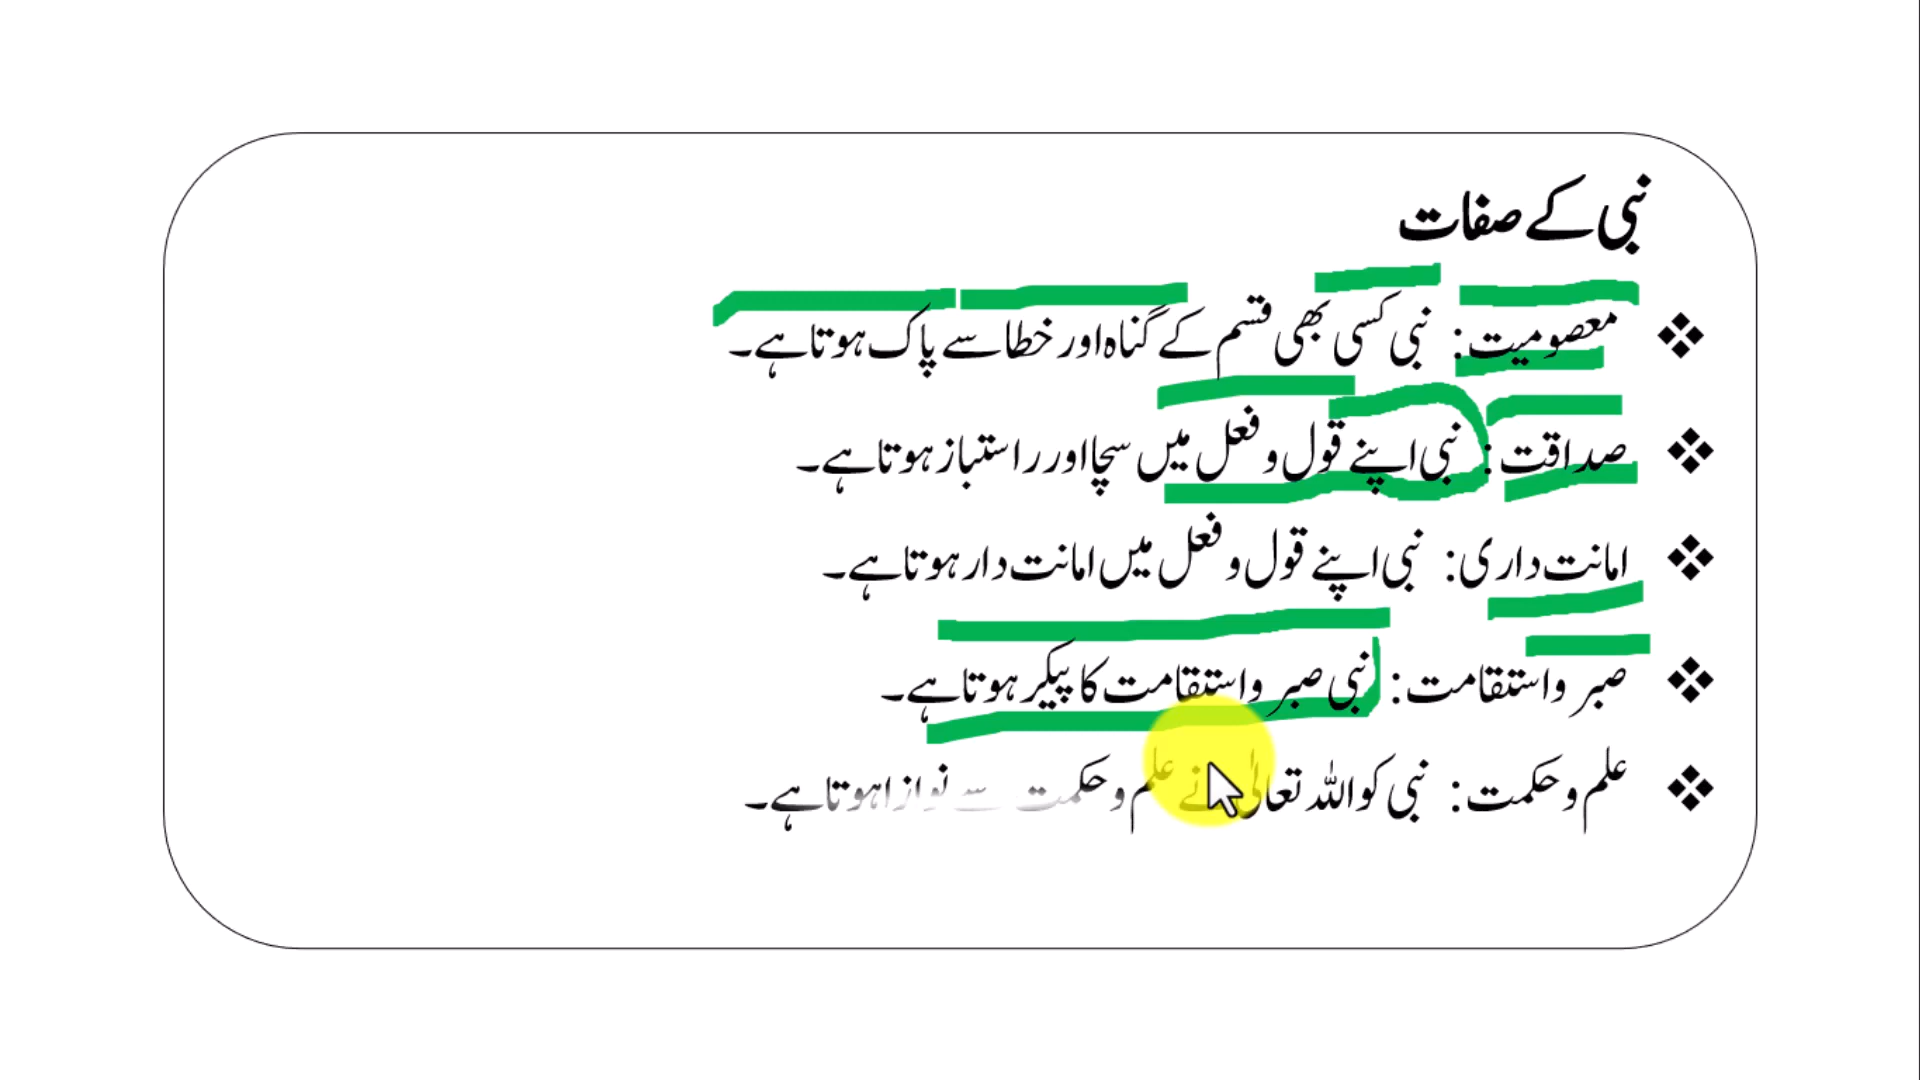 نبی کے صفات
❖ معصومیت: نبی کسی بھی قسم کے گناہ اور خطا سے پاک ہوتا ہے۔
❖ صداقت: نبی اپنے قول و فعل میں سچا اور راستباز ہوتا ہے۔
❖ امانت داری: نبی اپنے قول و فعل میں امانت دار ہوتا ہے۔
❖ صبر و استقامت: نبی صبر و استقامت کا پیکر ہوتا ہے۔
❖ علم و حکمت: نبی کو اللہ تعالیٰ نے علم و حکمت سے نوازا ہوتا ہے۔